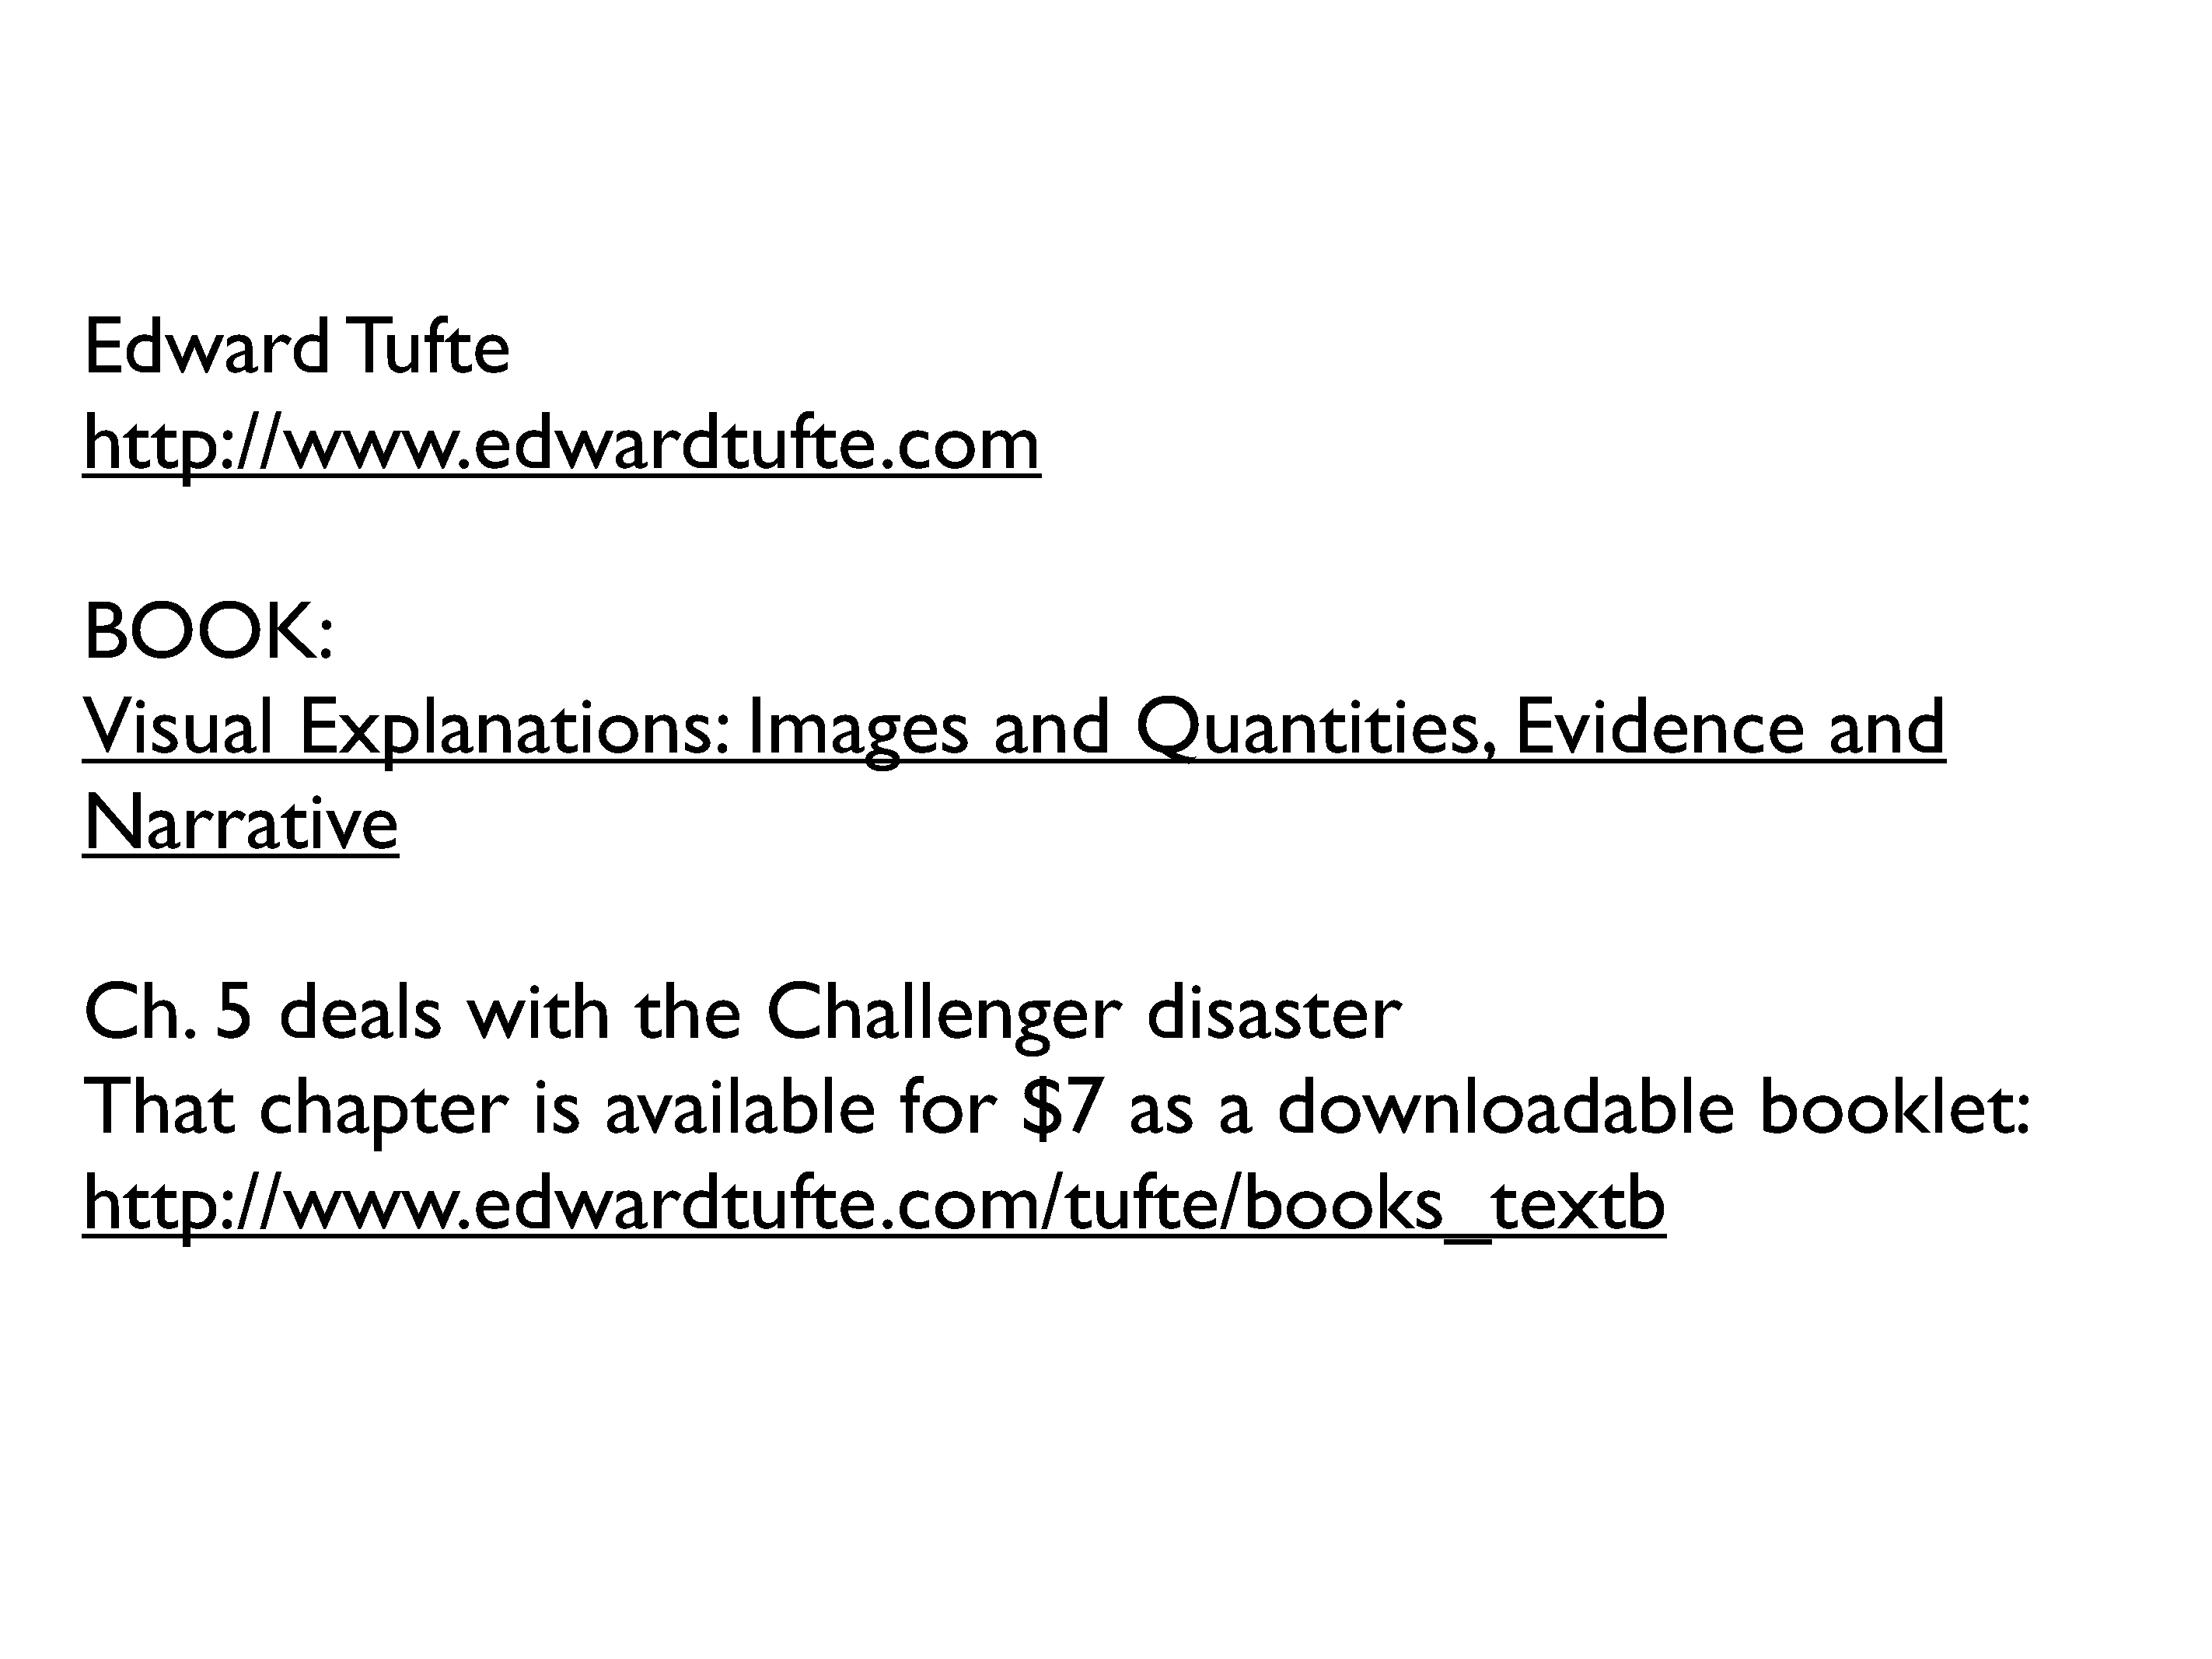 Edward Tufte
http://www.edwardtufte.com
BOOK:
Visual Explanations: Images and Quantities, Evidence and
Narrative
Ch. 5 deals with the Challenger disaster
That chapter is available for $7 as a downloadable booklet:
http://www.edwardtufte.com/tufte/books_textb